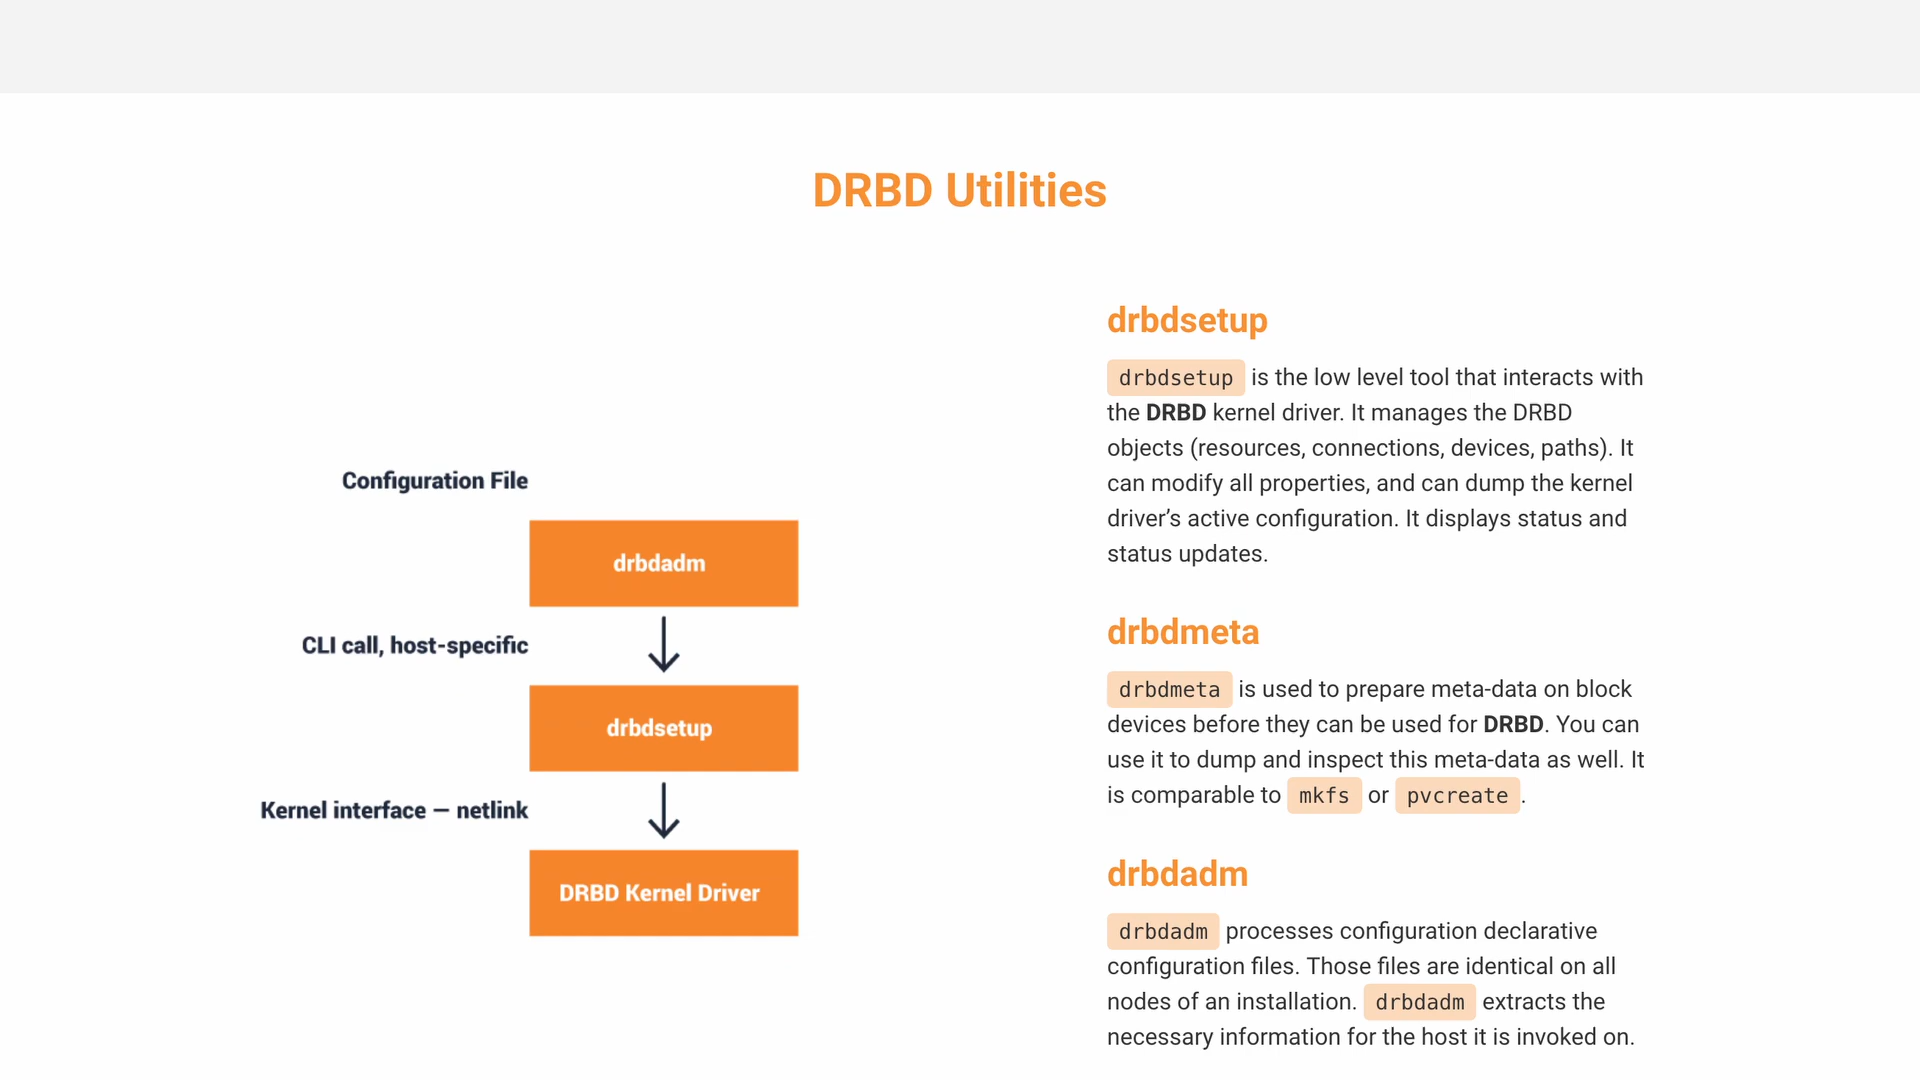 DRBD Utilities
Configuration File
drbdadm
CLI call, host-specific
drbdsetup
Kernel interface – netlink
DRBD Kernel Driver
drbdsetup
drbdsetup is the low level tool that interacts with
the DRBD kernel driver. It manages the DRBD
objects (resources, connections, devices, paths). It
can modify all properties, and can dump the kernel
driver’s active configuration. It displays status and
status updates.
drbdmeta
drbdmeta is used to prepare meta-data on block
devices before they can be used for DRBD. You can
use it to dump and inspect this meta-data as well. It
is comparable to mkfs or pvcreate.
drbdadm
drbdadm processes configuration declarative
configuration files. Those files are identical on all
nodes of an installation. drbdadm extracts the
necessary information for the host it is invoked on.